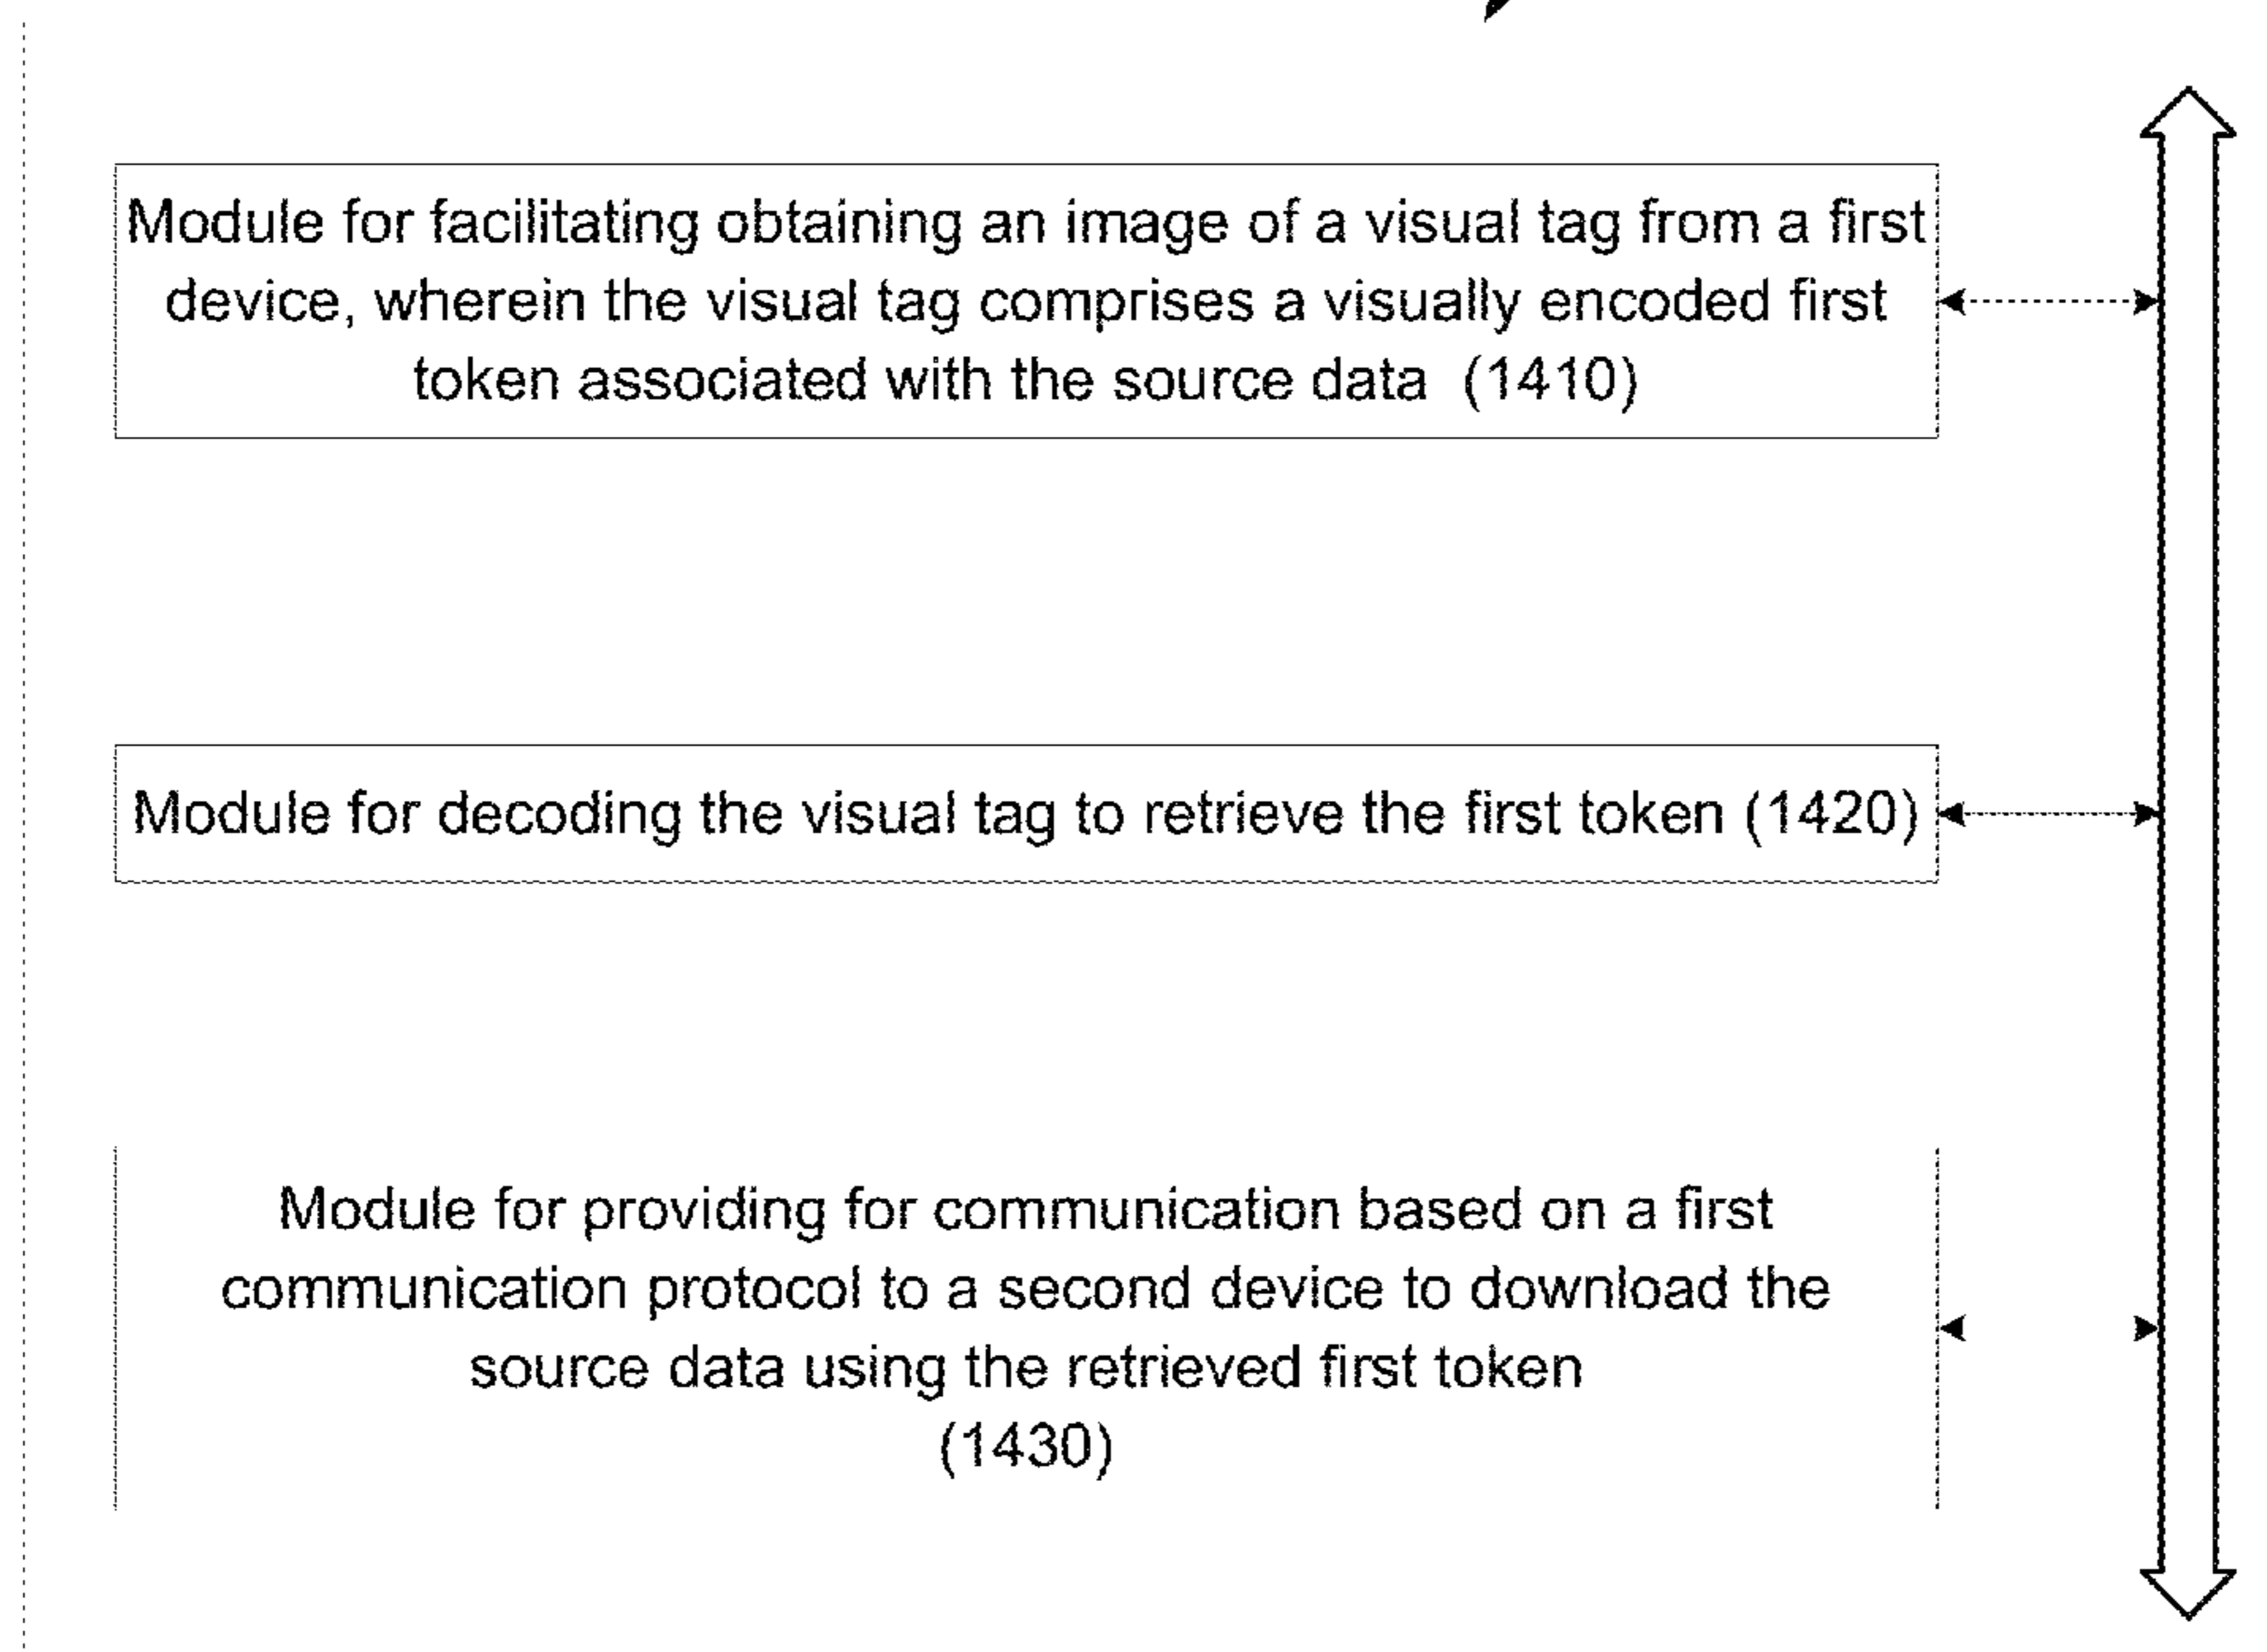 Module for facilitating obtaining an image of a visual tag from a first
device, wherein the visual tag comprises a visually encoded first
token associated with the source data (1410)
Module for decoding the visual tag to retrieve the first token (1420)
Module for providing for communication based on a first
communication protocol to a second device to download the
source data using the retrieved first token
(1430)